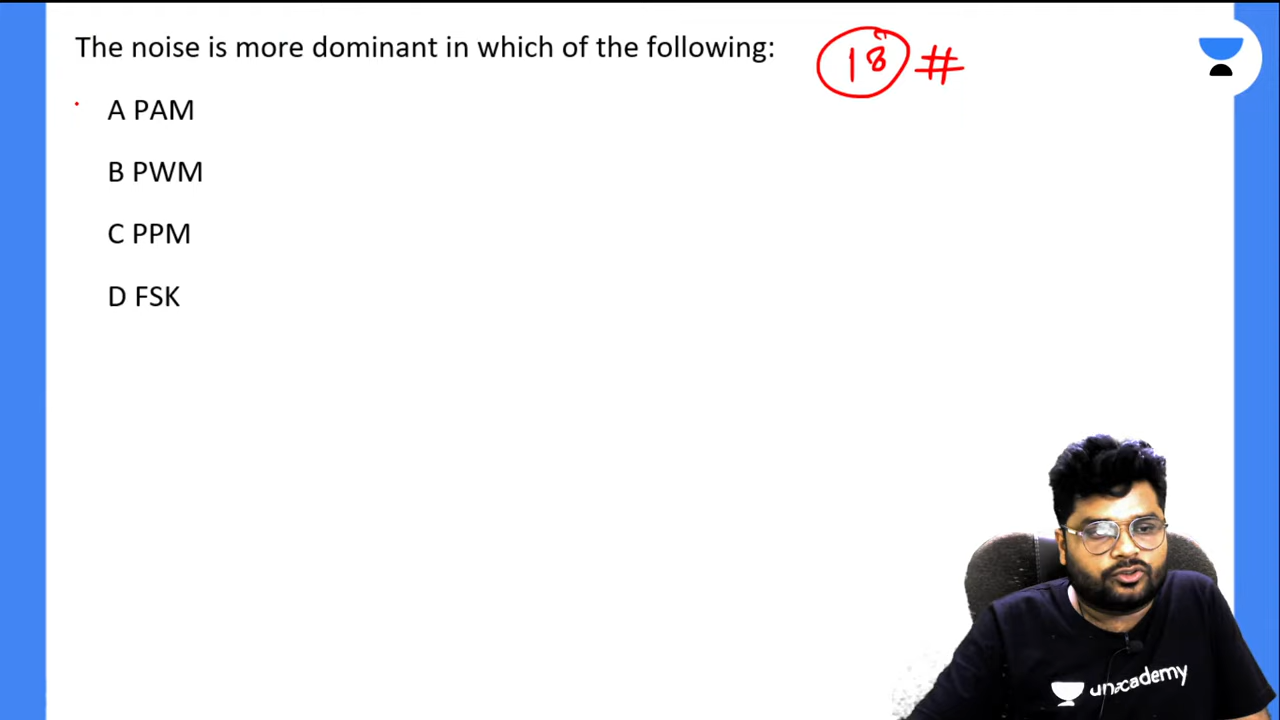 The noise is more dominant in which of the following:
18 #
A PAM
B PWM
C PPM
D FSK
unacademy